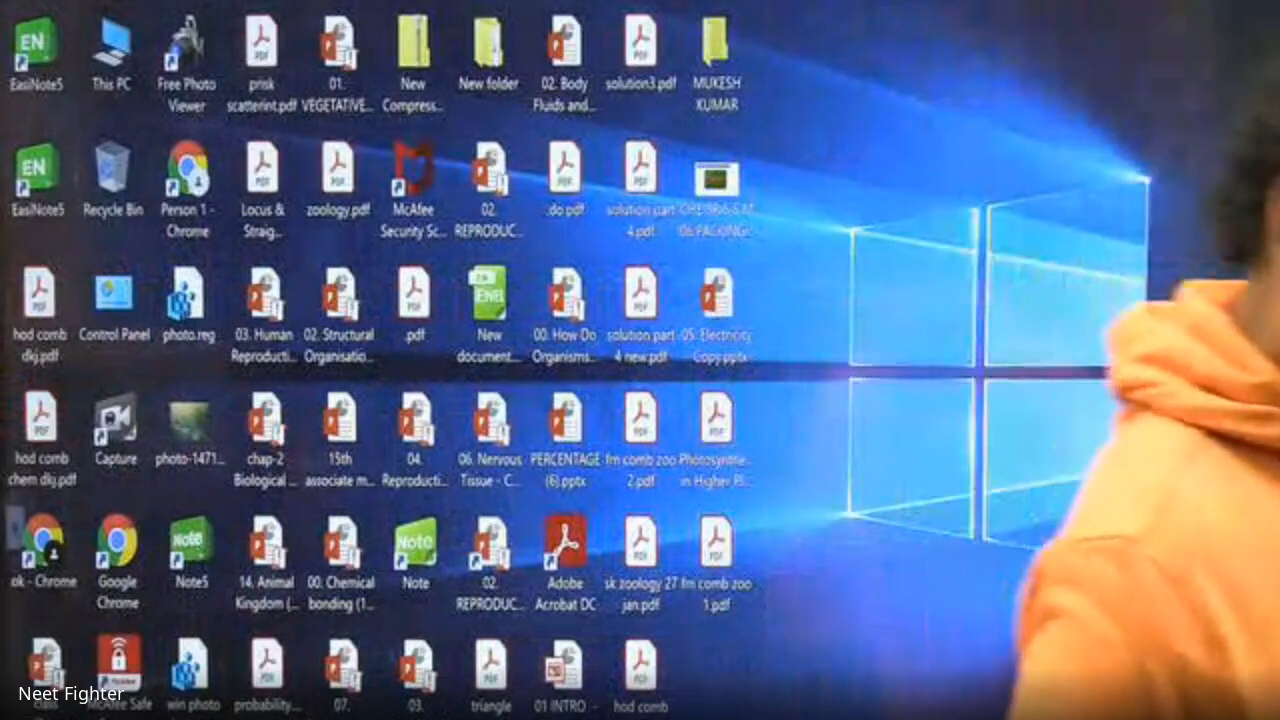 EasiNote5
This PC
Free Photo
Viewer
prisk
scatterint.pdf
01.
VEGETATIVE...
New
Compress...
New folder
02. Body
Fluids and...
solution3.pdf
MUKESH
KUMAR
EasiNote5
Recycle Bin
Person 1 -
Chrome
Locus &
Straig...
zoology.pdf
McAfee
Security Sc...
02.
REPRODUC...
.do.pdf
solution part
4.pdf
hod comb
dkj.pdf
Control Panel
photo.reg
03. Human
Reproducti...
02. Structural
Organisatio...
.pdf
New
document...
00. How Do
Organisms...
solution part
4 new.pdf
05. Electricity
Copy.pptx
hod comb
chem dkj.pdf
Capture
photo-1471...
chap-2
Biological ...
15th
associate m...
04.
Reproducti...
06. Nervous
Tissue - C...
PERCENTAGE
(6).pptx
fm comb zoo
2.pdf
Photosynthe...
in Higher Pl...
ok - Chrome
Google
Chrome
Note5
14. Animal
Kingdom (...
00. Chemical
bonding (1...
Note
02.
REPRODUC...
Adobe
Acrobat DC
sk zoology 27
jan.pdf
fm comb zoo
1.pdf
class
McAfee Safe
win photo
probability....
07.
03.
triangle
01 INTRO -
hod comb
Neet Fighter